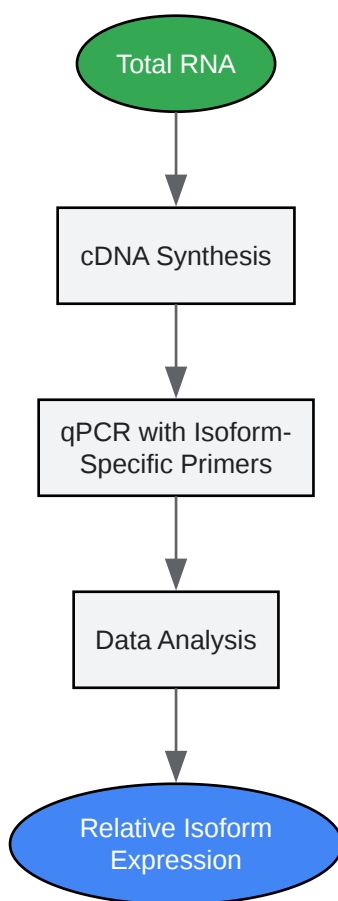 Total RNA
cDNA Synthesis
qPCR with Isoform-
Specific Primers
Data Analysis
Relative Isoform
Expression